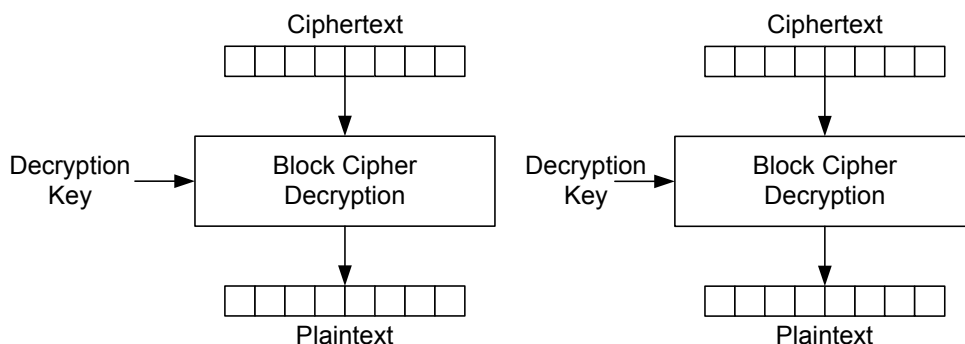 Ciphertext
Ciphertext
Decryption
Key
Block Cipher
Decryption
Decryption
Key
Block Cipher
Decryption
Plaintext
Plaintext